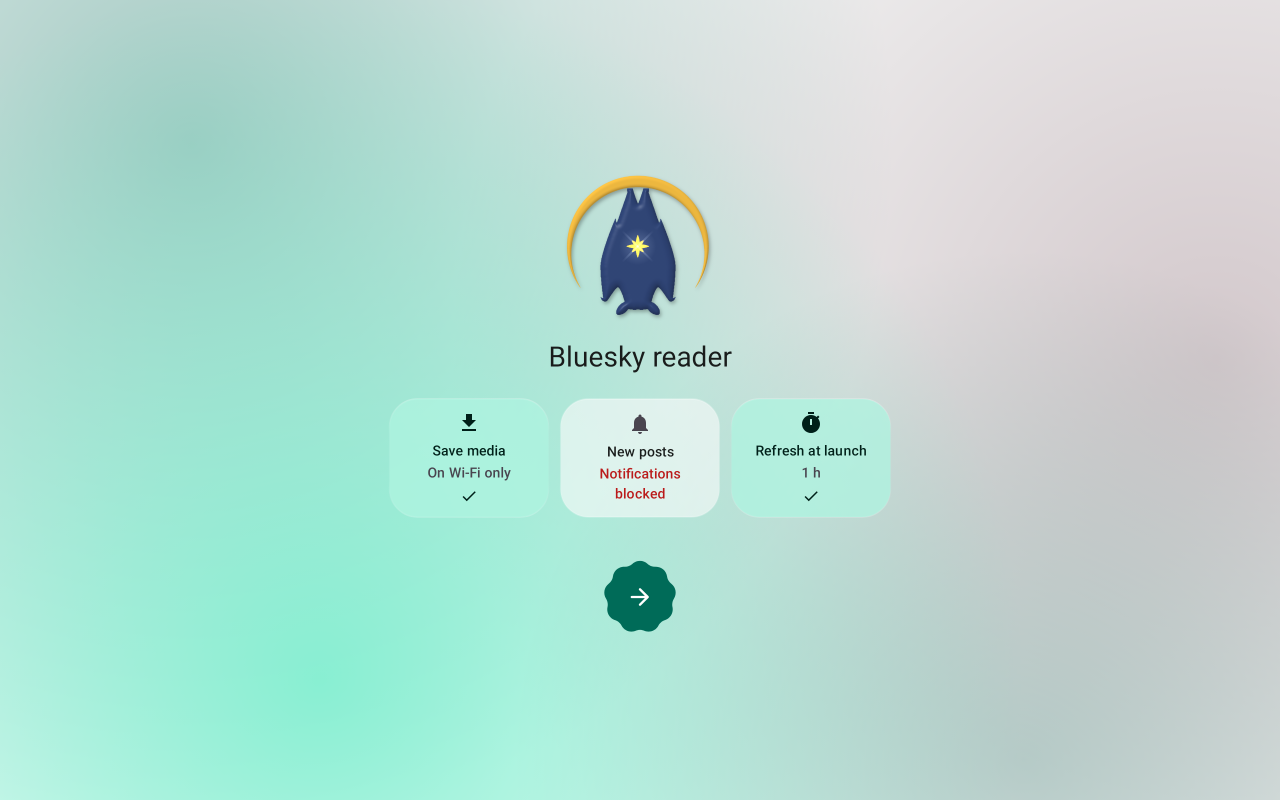 Bluesky reader
Save media
On Wi-Fi only
New posts
Notifications
blocked
Refresh at launch
1 h